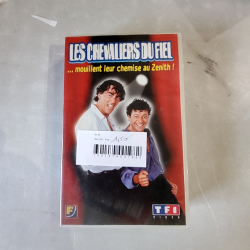 LES CHEVALIERS DU FIEL
... mouillent leur chemise au Zenith !
TF1
VIDEO